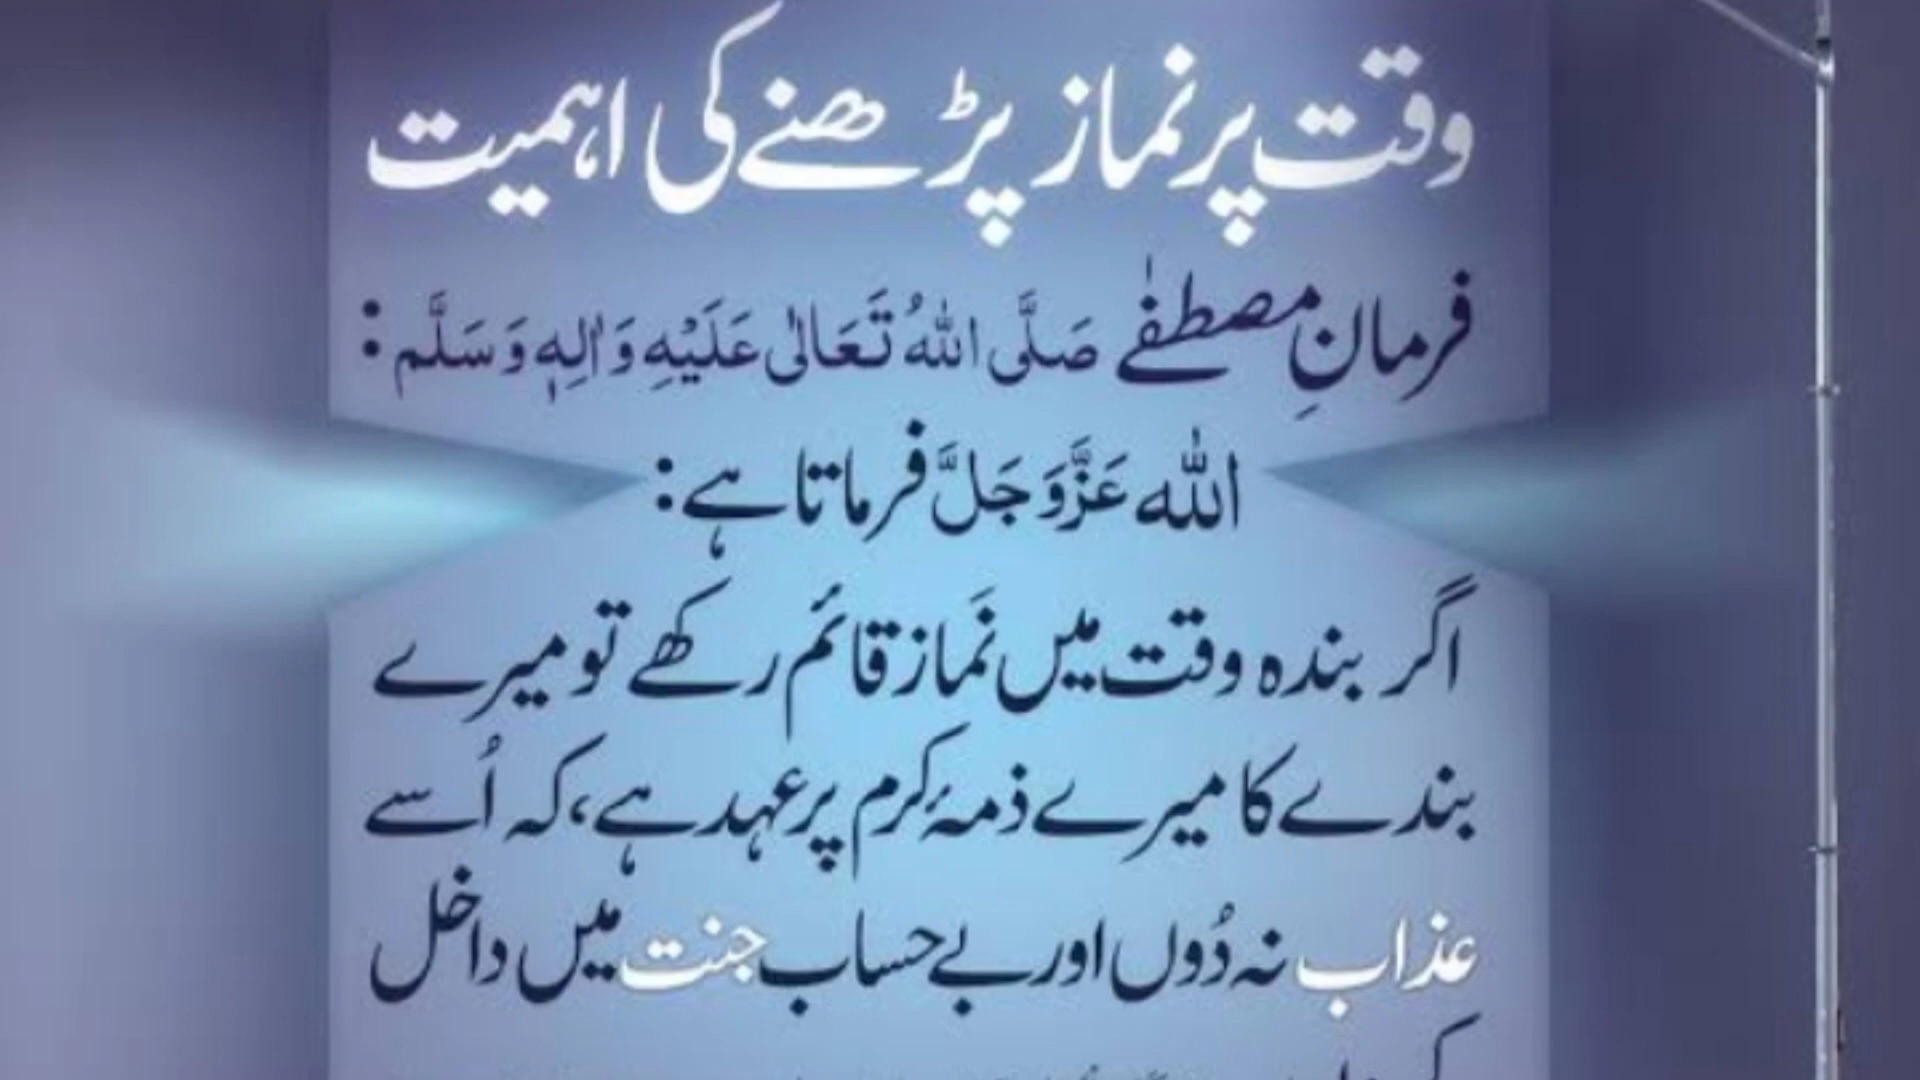 وقت پر نماز پڑھنے کی اہمیت
فرمانِ مصطفٰے صَلَّی اللہُ تَعَالٰی عَلَیْہِ وَاٰلِہٖ وَسَلَّم:
اللہ عَزَّوَجَلَّ فرماتا ہے:
اگر بندہ وقت میں نَماز قائم رکھے تو میرے
بندے کا میرے ذمۂ کرم پر عہد ہے، کہ اُسے
عذاب نہ دُوں اور بے حساب جنت میں داخل